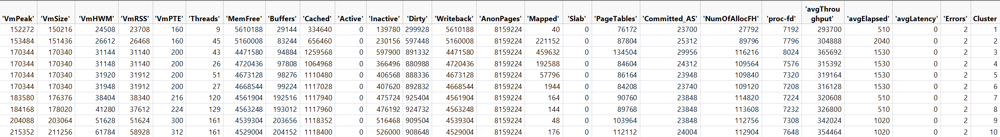 'VmPeak' 'VmSize' 'VmHWM' 'VmRSS' 'VmPTE' 'Threads' 'MemFree' 'Buffers' 'Cached' 'Active' 'Inactive' 'Dirty' 'Writeback' 'AnonPages' 'Mapped' 'Slab' 'PageTables' 'Committed_AS' 'NumOfAllocFH' 'proc-fd' 'avgThroughput' 'avgElapsed' 'avgLatency' 'Errors' Cluster
152272 150216 24508 23708 160 9 5610188 29144 334640 0 139780 299928 5610188 8159224 40 0 76172 23700 27792 7192 293700 510 0 2 1
153484 151436 26612 26468 160 45 5160008 83244 656460 0 230156 597448 5160008 8159224 221152 0 87804 25312 89796 7796 304888 2040 0 2 2
170344 170340 31144 31140 200 43 4471580 94884 1259568 0 597900 891332 4471580 8159224 459632 0 134504 29956 116216 8024 365692 1530 0 2 3
170344 170340 31148 31140 200 26 4720436 97808 1064968 0 366496 880988 4720436 8159224 192588 0 84604 24312 109564 7576 315392 1530 0 2 4
170344 170340 31920 31912 200 51 4673128 98276 1110480 0 406568 888336 4673128 8159224 57796 0 86164 23948 109840 7320 319164 1530 0 2 5
170344 170340 31948 31912 200 27 4668544 99224 1117028 0 407620 892832 4668544 8159224 1944 0 84208 23740 109120 7208 316128 1530 0 2 6
183580 176376 38404 38340 216 120 4561904 192516 1117940 0 475724 925404 4561904 8159224 164 0 90760 23848 114820 7224 320608 510 0 2 7
184168 178020 41280 37612 224 129 4563248 193012 1117960 0 476192 924732 4563248 8159224 144 0 89768 23848 113608 7232 326800 510 0 2 8
204088 203064 51628 51624 300 161 4539304 203656 1118352 0 516468 909504 4539304 8159224 48 0 103964 23848 112756 7308 342024 1020 0 2 9
215352 211256 61784 58928 312 161 4529004 204152 1118400 0 526000 908648 4529004 8159224 176 0 112112 24004 112904 7648 354464 1020 0 2 10